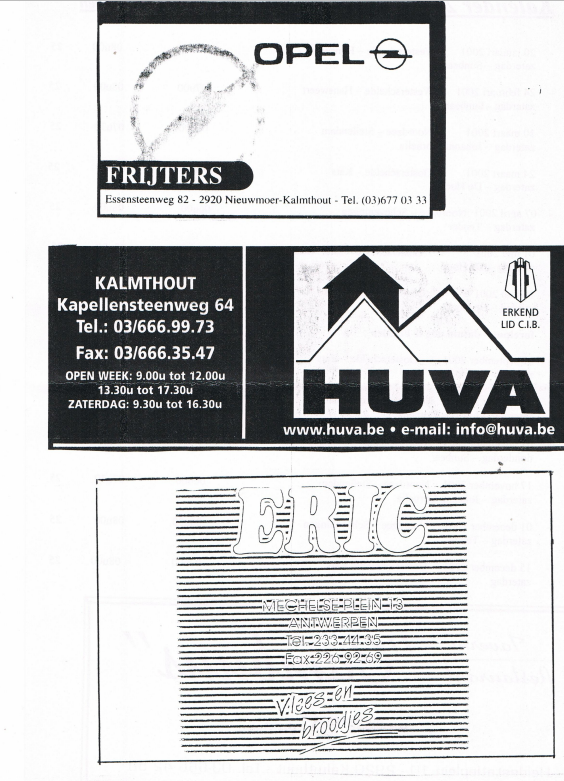 OPEL
FRIJTERS
Essensteenweg 82 - 2920 Nieuwmoer-Kalmthout - Tel. (03)677 03 33
KALMTHOUT
Kapellensteenweg 64
Tel.: 03/666.99.73
Fax: 03/666.35.47
OPEN WEEK: 9.00u tot 12.00u
13.30u tot 17.30u
ZATERDAG: 9.30u tot 16.30u
ERKEND
LID C.I.B.
HUVA
www.huva.be • e-mail: info@huva.be
ERIC
MECHELSE PLEIN 13
ANTWERPEN
Tel. 233.44.35
Fax 226.92.69
Vlees en
broodjes